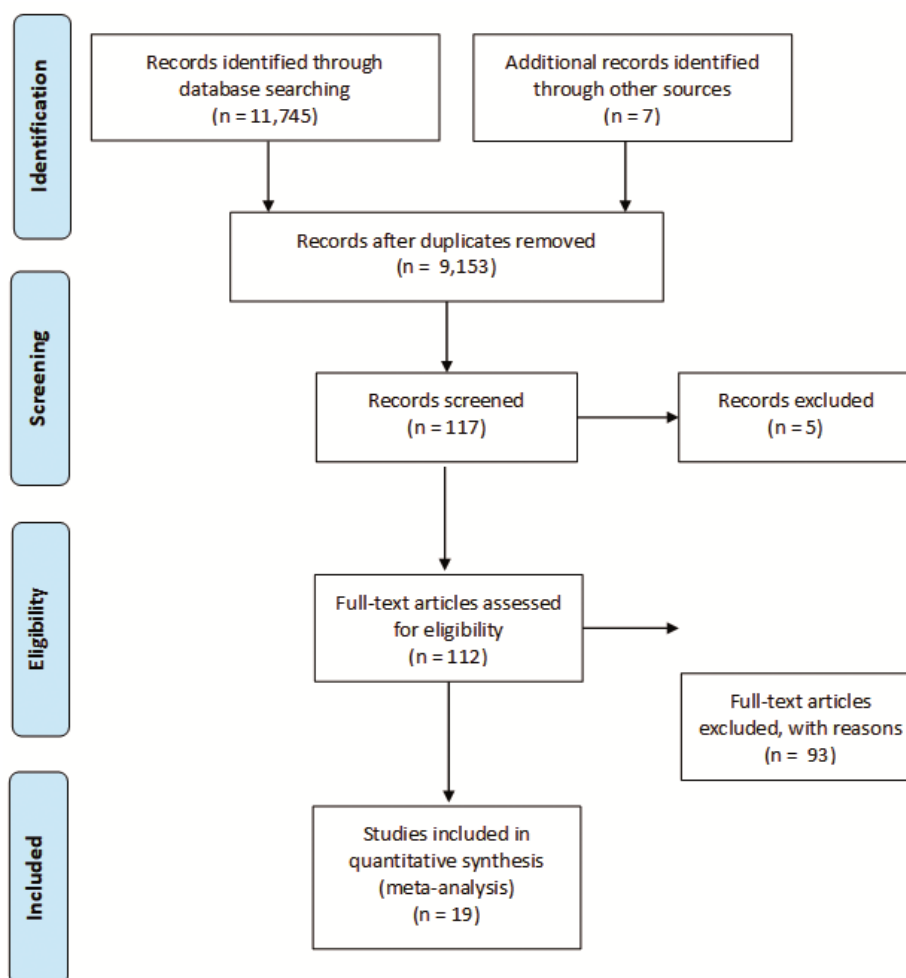 Identification
Records identified through
database searching
(n = 11,745)
Additional records identified
through other sources
(n = 7)
Records after duplicates removed
(n = 9,153)
Screening
Records screened
(n = 117)
Records excluded
(n = 5)
Eligibility
Full-text articles assessed
for eligibility
(n = 112)
Full-text articles
excluded, with reasons
(n = 93)
Included
Studies included in
quantitative synthesis
(meta-analysis)
(n = 19)